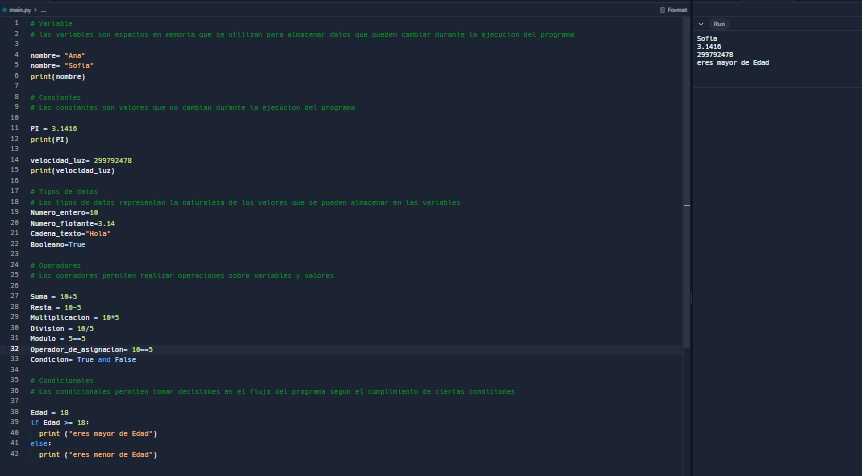 main.py > ...
Format
1 # Variable
2 # las variables son espacios en memoria que se utilizan para almacenar datos que pueden cambiar durante la ejecucion del programa
3
4 nombre= "Ana"
5 nombre= "Sofia"
6 print(nombre)
7
8 # Constantes
9 # Las constantes son valores que no cambian durante la ejecución del programa
10
11 PI = 3.1416
12 print(PI)
13
14 velocidad_luz= 299792478
15 print(velocidad_luz)
16
17 # Tipos de datos
18 # Los tipos de datos representan la naturaleza de los valores que se pueden almacenar en las variables
19 Numero_entero=10
20 Numero_flotante=3.14
21 Cadena_texto="Hola"
22 Booleano=True
23
24 # Operadores
25 # Los operadores permiten realizar operaciones sobre variables y valores
26
27 Suma = 10+5
28 Resta = 10-5
29 Multiplicacion = 10*5
30 Division = 10/5
31 Modulo = 5==5
32 Operador_de_asignacion= 10==5
33 Condicion= True and False
34
35 # Condicionales
36 # Los condicionales permiten tomar decisiones en el flujo del programa según el cumplimiento de ciertas condiciones
37
38 Edad = 18
39 if Edad >= 18:
40 print ("eres mayor de Edad")
41 else:
42 print ("eres menor de Edad")
Run
Sofia
3.1416
299792478
eres mayor de Edad